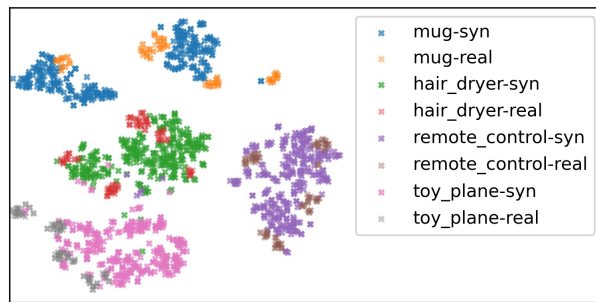 mug-syn
mug-real
hair_dryer-syn
hair_dryer-real
remote_control-syn
remote_control-real
toy_plane-syn
toy_plane-real